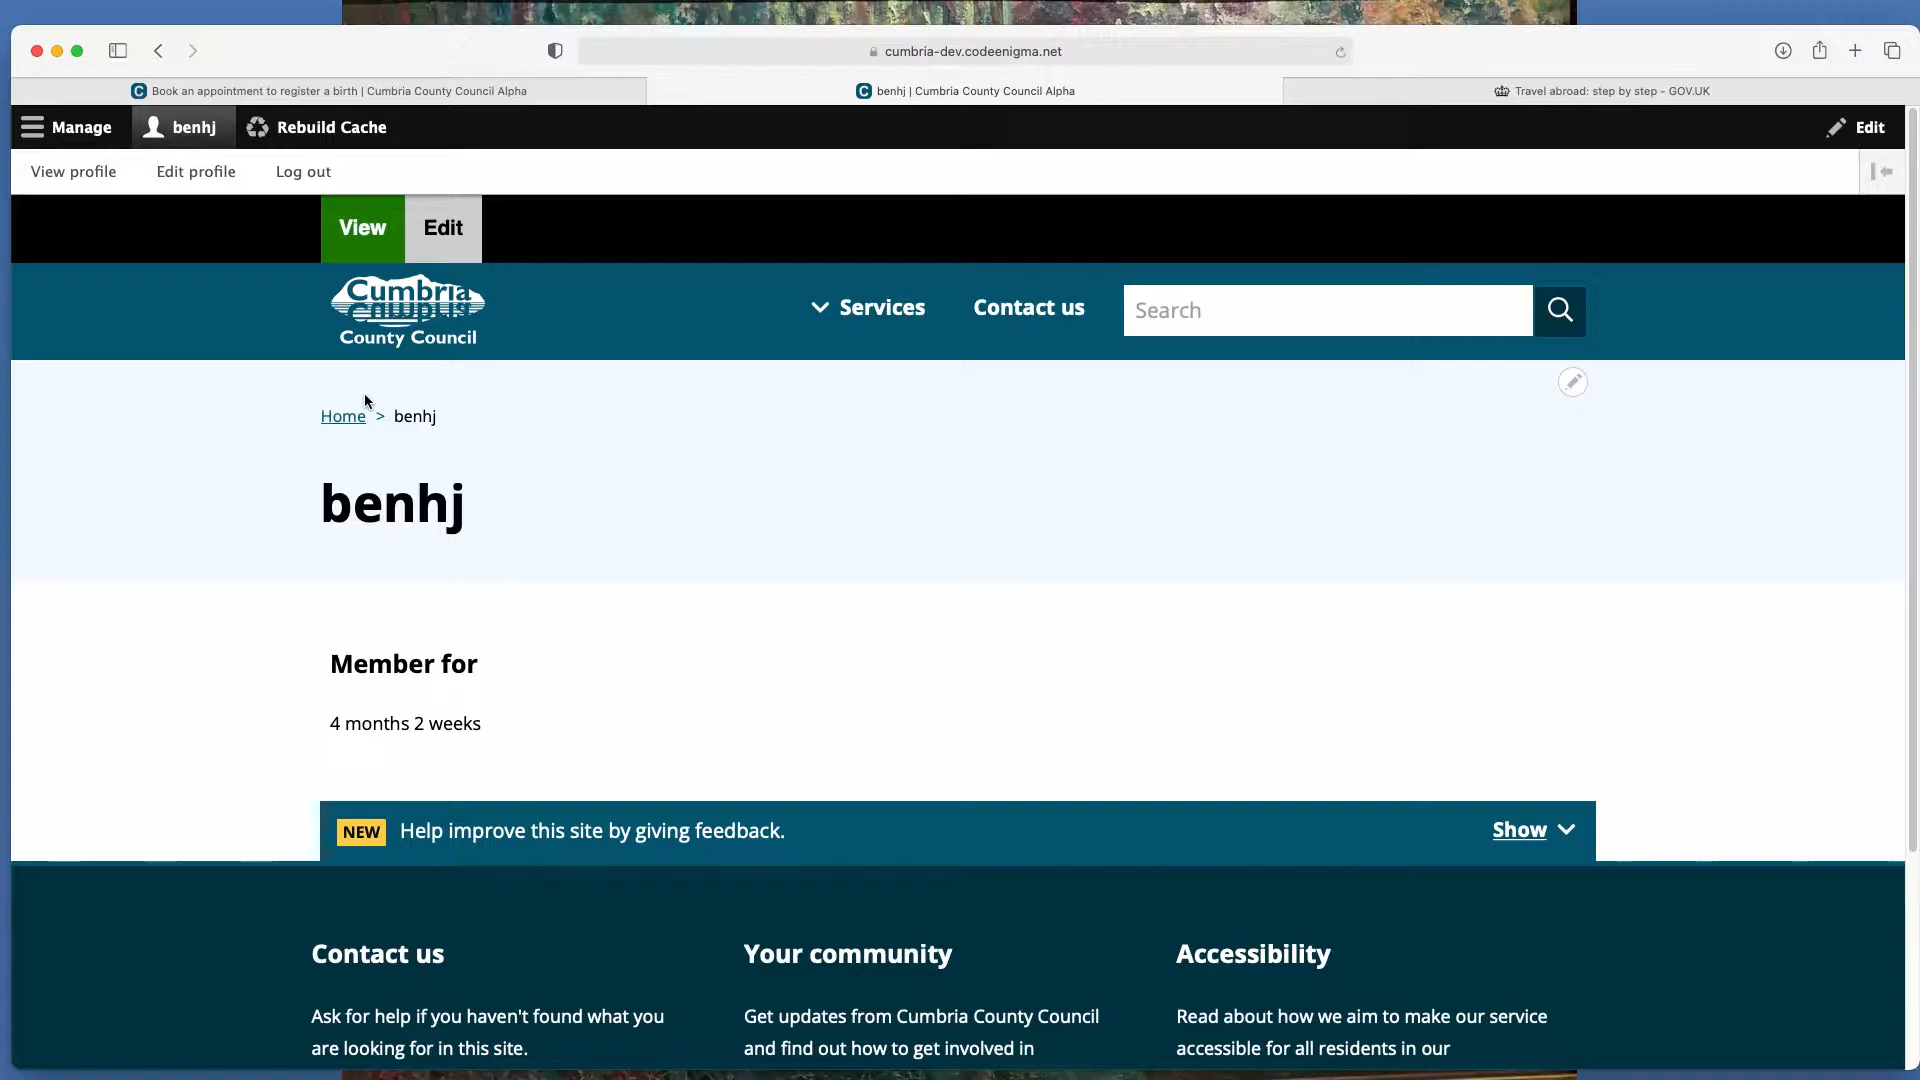 cumbria-dev.codeenigma.net
Book an appointment to register a birth | Cumbria County Council Alpha
benhj | Cumbria County Council Alpha
Travel abroad: step by step - GOV.UK
Manage
benhj
Rebuild Cache
Edit
View profile
Edit profile
Log out
View
Edit
Cumbria
County Council
Services
Contact us
Search
Home > benhj
benhj
Member for
4 months 2 weeks
NEW Help improve this site by giving feedback.
Show
Contact us
Ask for help if you haven't found what you
are looking for in this site.
Your community
Get updates from Cumbria County Council
and find out how to get involved in
Accessibility
Read about how we aim to make our service
accessible for all residents in our